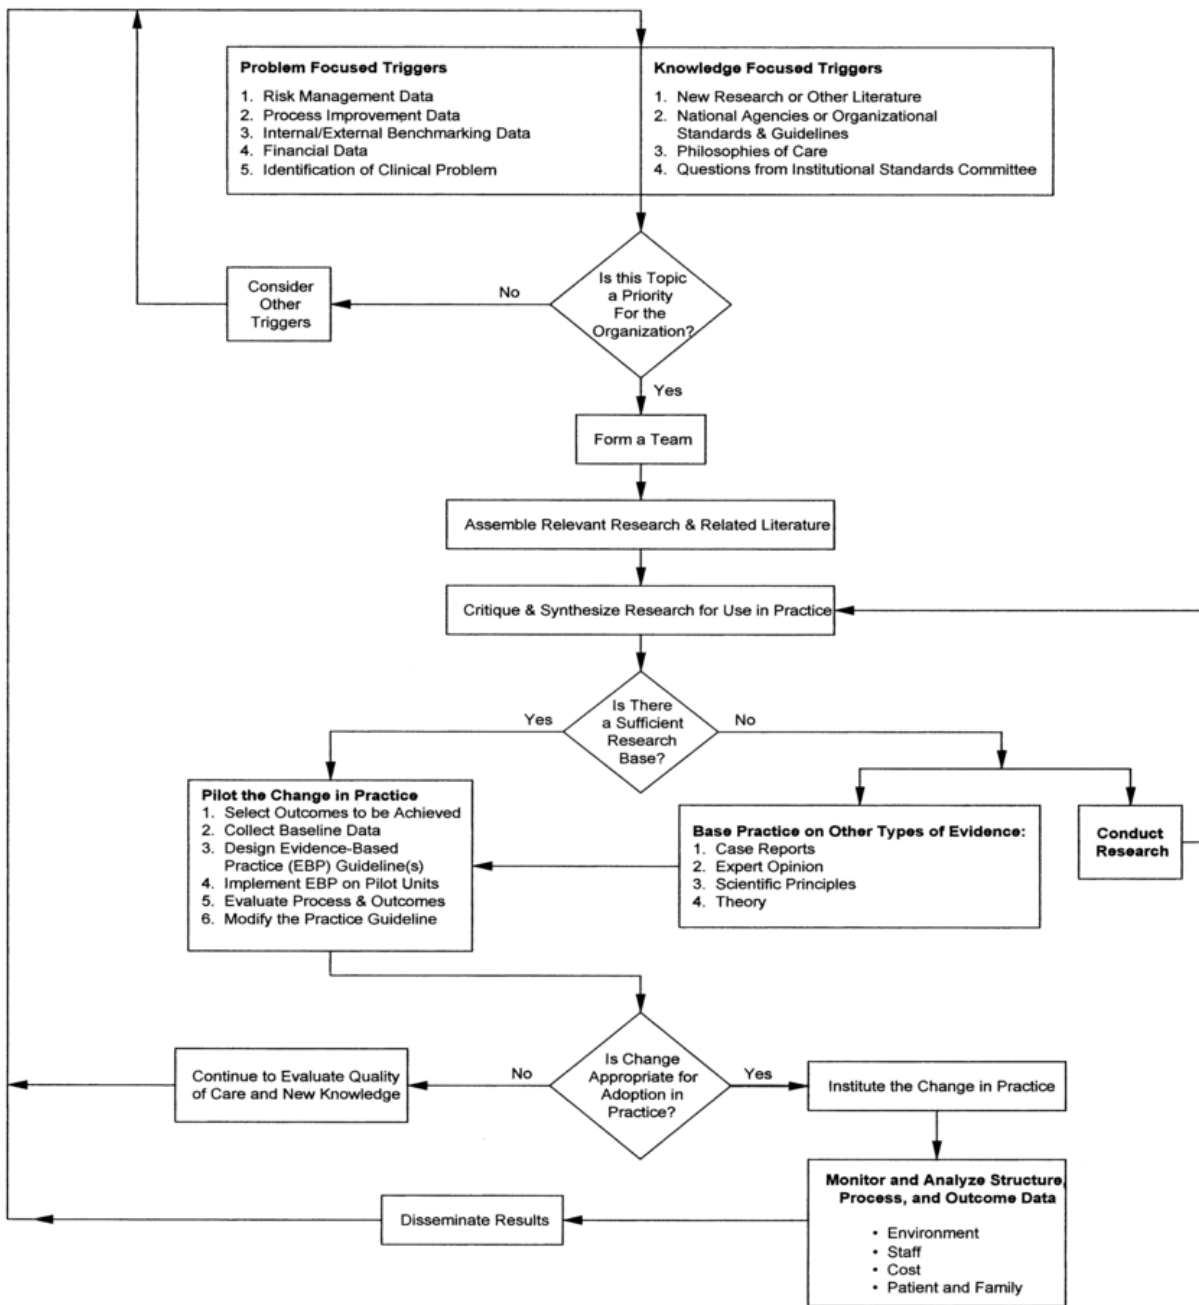 Problem Focused Triggers
1. Risk Management Data
2. Process Improvement Data
3. Internal/External Benchmarking Data
4. Financial Data
5. Identification of Clinical Problem
Knowledge Focused Triggers
1. New Research or Other Literature
2. National Agencies or Organizational
Standards & Guidelines
3. Philosophies of Care
4. Questions from Institutional Standards Committee
Is this Topic
a Priority
For the
Organization?
No
Consider
Other
Triggers
Yes
Form a Team
Assemble Relevant Research & Related Literature
Critique & Synthesize Research for Use in Practice
Is There
a Sufficient
Research
Base?
Yes
No
Pilot the Change in Practice
1. Select Outcomes to be Achieved
2. Collect Baseline Data
3. Design Evidence-Based
Practice (EBP) Guideline(s)
4. Implement EBP on Pilot Units
5. Evaluate Process & Outcomes
6. Modify the Practice Guideline
Base Practice on Other Types of Evidence:
1. Case Reports
2. Expert Opinion
3. Scientific Principles
4. Theory
Conduct
Research
Is Change
Appropriate for
Adoption in
Practice?
No
Continue to Evaluate Quality
of Care and New Knowledge
Yes
Institute the Change in Practice
Monitor and Analyze Structure,
Process, and Outcome Data
• Environment
• Staff
• Cost
• Patient and Family
Disseminate Results